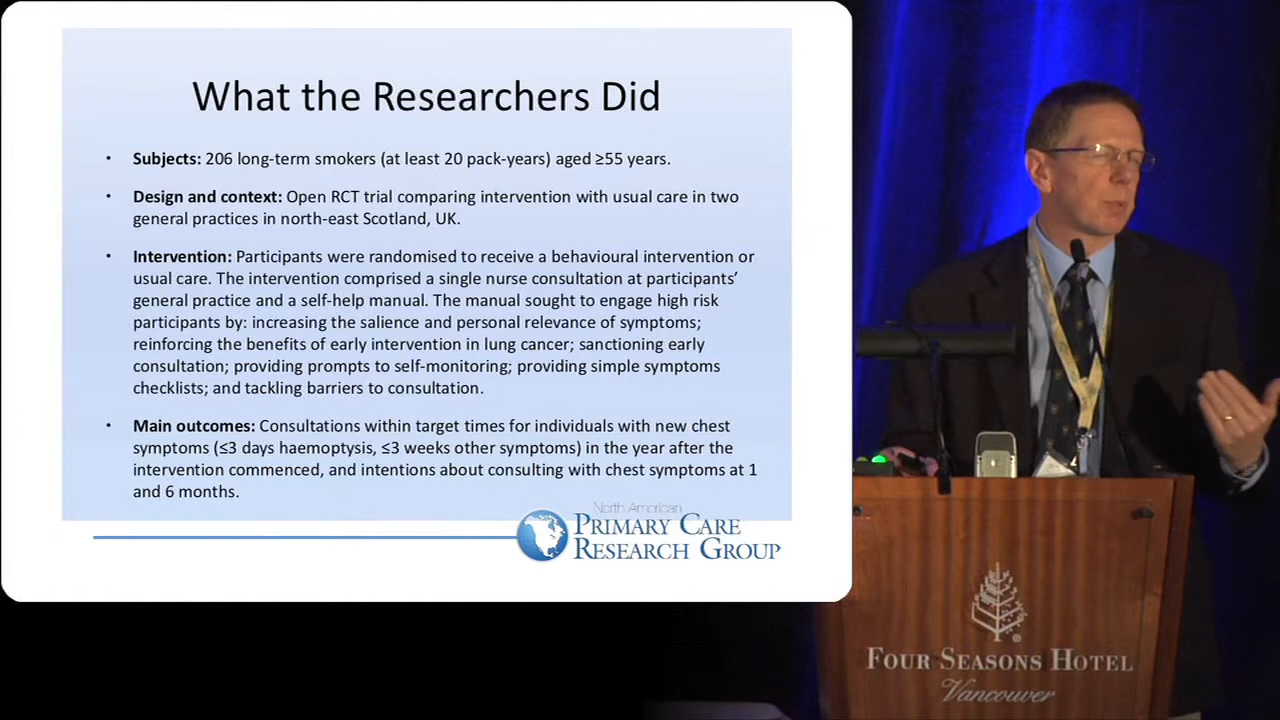 What the Researchers Did
• Subjects: 206 long-term smokers (at least 20 pack-years) aged ≥55 years.
• Design and context: Open RCT trial comparing intervention with usual care in two
general practices in north-east Scotland, UK.
• Intervention: Participants were randomised to receive a behavioural intervention or
usual care. The intervention comprised a single nurse consultation at participants’
general practice and a self-help manual. The manual sought to engage high risk
participants by: increasing the salience and personal relevance of symptoms;
reinforcing the benefits of early intervention in lung cancer; sanctioning early
consultation; providing prompts to self-monitoring; providing simple symptoms
checklists; and tackling barriers to consultation.
• Main outcomes: Consultations within target times for individuals with new chest
symptoms (≤3 days haemoptysis, ≤3 weeks other symptoms) in the year after the
intervention commenced, and intentions about consulting with chest symptoms at 1
and 6 months.
North American
PRIMARY CARE
RESEARCH GROUP
FOUR SEASONS HOTEL
Vancouver